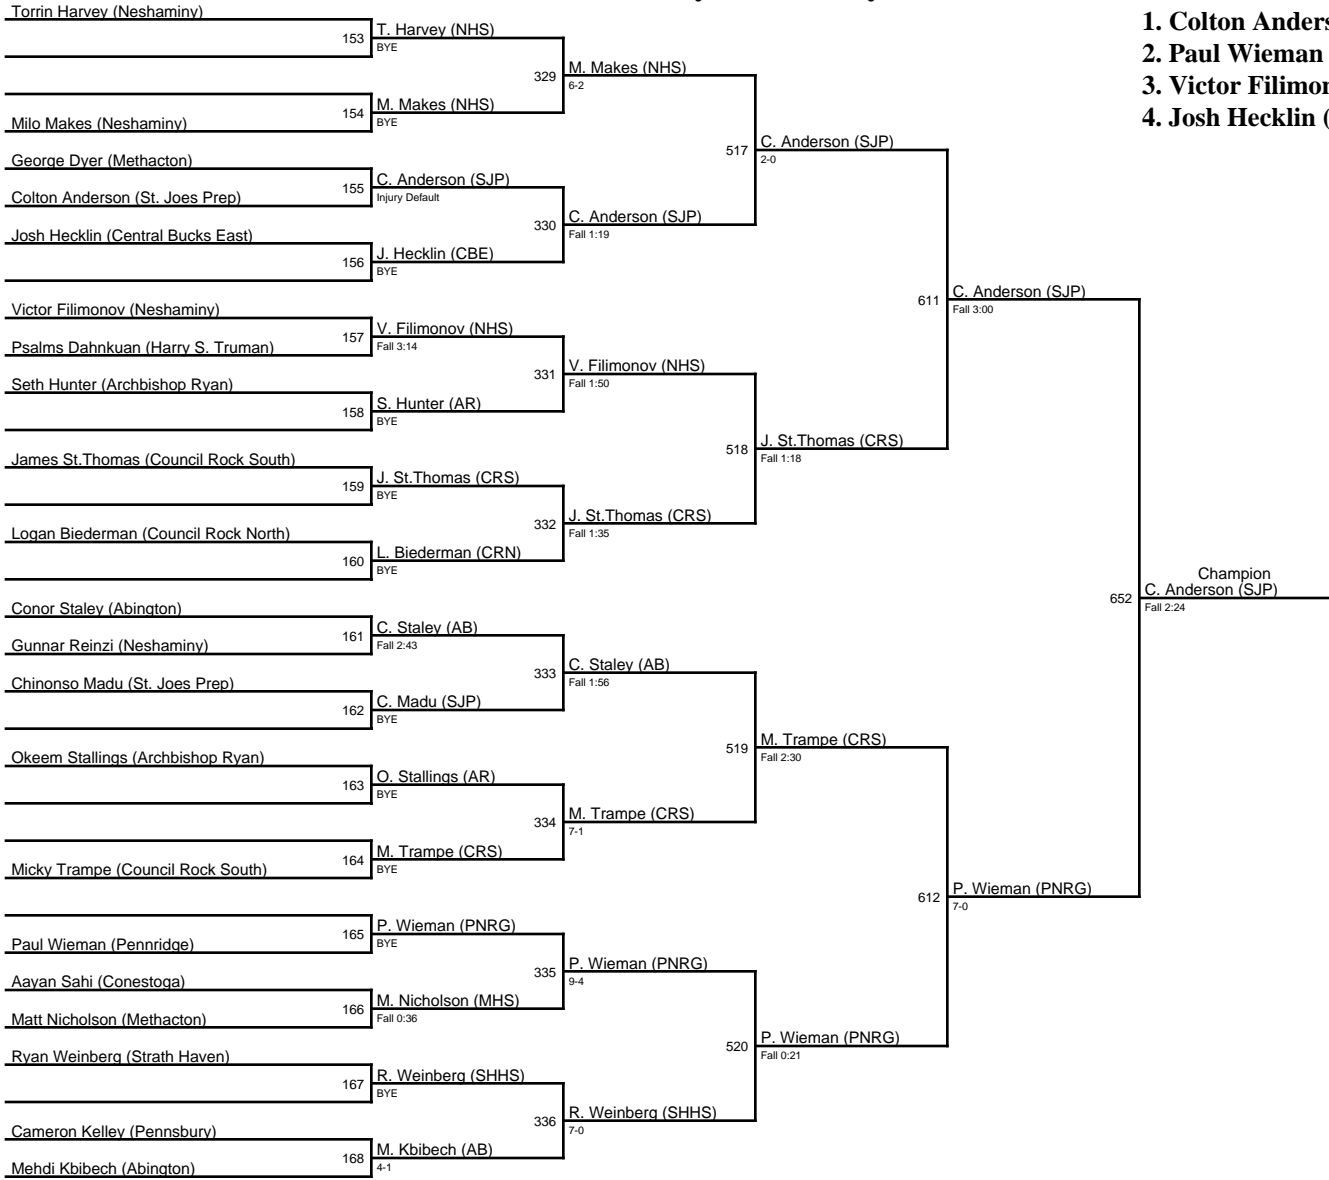 1. Colton Anders
2. Paul Wieman
3. Victor Filimon
4. Josh Hecklin (
Torrin Harvey (Neshaminy)
153
T. Harvey (NHS)
BYE
329
M. Makes (NHS)
6-2
154
M. Makes (NHS)
BYE
Milo Makes (Neshaminy)
517
C. Anderson (SJP)
2-0
George Dyer (Methacton)
155
C. Anderson (SJP)
Injury Default
Colton Anderson (St. Joes Prep)
330
C. Anderson (SJP)
Fall 1:19
Josh Hecklin (Central Bucks East)
156
J. Hecklin (CBE)
BYE
611
C. Anderson (SJP)
Fall 3:00
Victor Filimonov (Neshaminy)
157
V. Filimonov (NHS)
Fall 3:14
Psalms Dahnkuan (Harry S. Truman)
331
V. Filimonov (NHS)
Fall 1:50
Seth Hunter (Archbishop Ryan)
158
S. Hunter (AR)
BYE
518
J. St.Thomas (CRS)
Fall 1:18
James St.Thomas (Council Rock South)
159
J. St.Thomas (CRS)
BYE
332
J. St.Thomas (CRS)
Fall 1:35
Logan Biederman (Council Rock North)
160
L. Biederman (CRN)
BYE
Champion
652
C. Anderson (SJP)
Fall 2:24
Conor Staley (Abington)
161
C. Staley (AB)
Fall 2:43
Gunnar Reinzi (Neshaminy)
333
C. Staley (AB)
Fall 1:56
Chinonso Madu (St. Joes Prep)
162
C. Madu (SJP)
BYE
519
M. Trampe (CRS)
Fall 2:30
Okeem Stallings (Archbishop Ryan)
163
O. Stallings (AR)
BYE
334
M. Trampe (CRS)
7-1
164
M. Trampe (CRS)
BYE
Micky Trampe (Council Rock South)
612
P. Wieman (PNRG)
7-0
165
P. Wieman (PNRG)
BYE
Paul Wieman (Pennridge)
335
P. Wieman (PNRG)
9-4
Aayan Sahi (Conestoga)
166
M. Nicholson (MHS)
Fall 0:36
Matt Nicholson (Methacton)
520
P. Wieman (PNRG)
Fall 0:21
Ryan Weinberg (Strath Haven)
167
R. Weinberg (SHHS)
BYE
336
R. Weinberg (SHHS)
7-0
Cameron Kelley (Pennsbury)
168
M. Kbibech (AB)
4-1
Mehdi Kbibech (Abington)